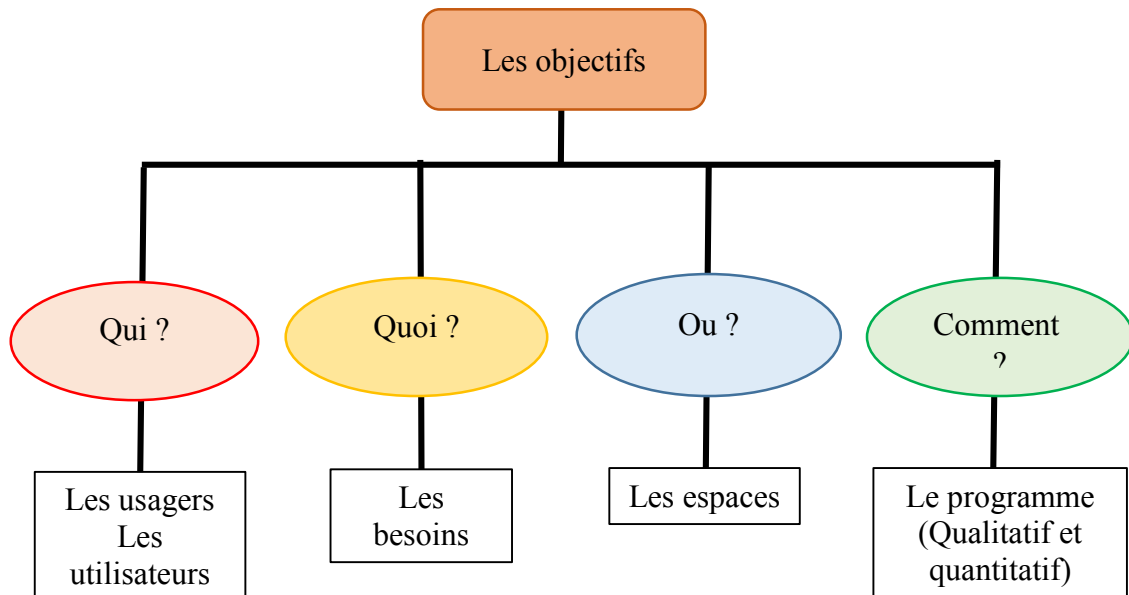 Les objectifs
Qui ?
Quoi ?
Ou ?
Comment
?
Les usagers
Les
utilisateurs
Les
besoins
Les espaces
Le programme
(Qualitatif et
quantitatif)